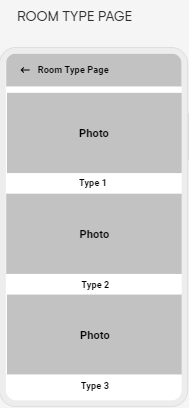 ROOM TYPE PAGE
← Room Type Page
Photo
Type 1
Photo
Type 2
Photo
Type 3